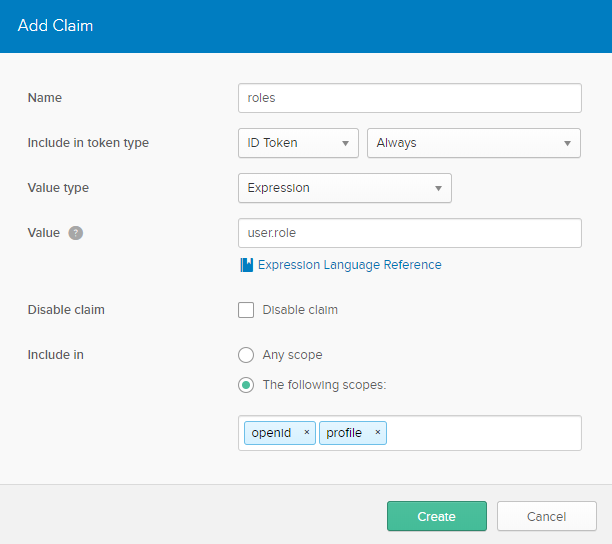 Add Claim
Name
roles
Include in token type
ID Token
Always
Value type
Expression
Value ?
user.role
Expression Language Reference
Disable claim
Disable claim
Include in
Any scope
The following scopes:
openid × profile ×
Create
Cancel